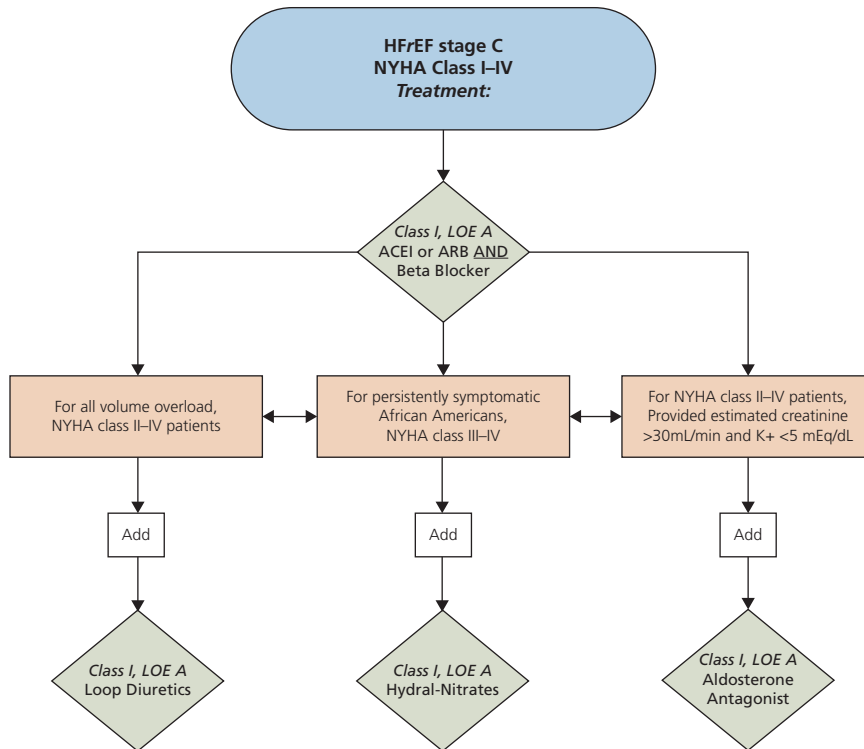 HFrEF stage C
NYHA Class I–IV
Treatment:
Class I, LOE A
ACEI or ARB AND
Beta Blocker
For all volume overload,
NYHA class II–IV patients
For persistently symptomatic
African Americans,
NYHA class III–IV
For NYHA class II–IV patients,
Provided estimated creatinine
>30mL/min and K+ <5 mEq/dL
Add
Add
Add
Class I, LOE A
Loop Diuretics
Class I, LOE A
Hydral-Nitrates
Class I, LOE A
Aldosterone
Antagonist